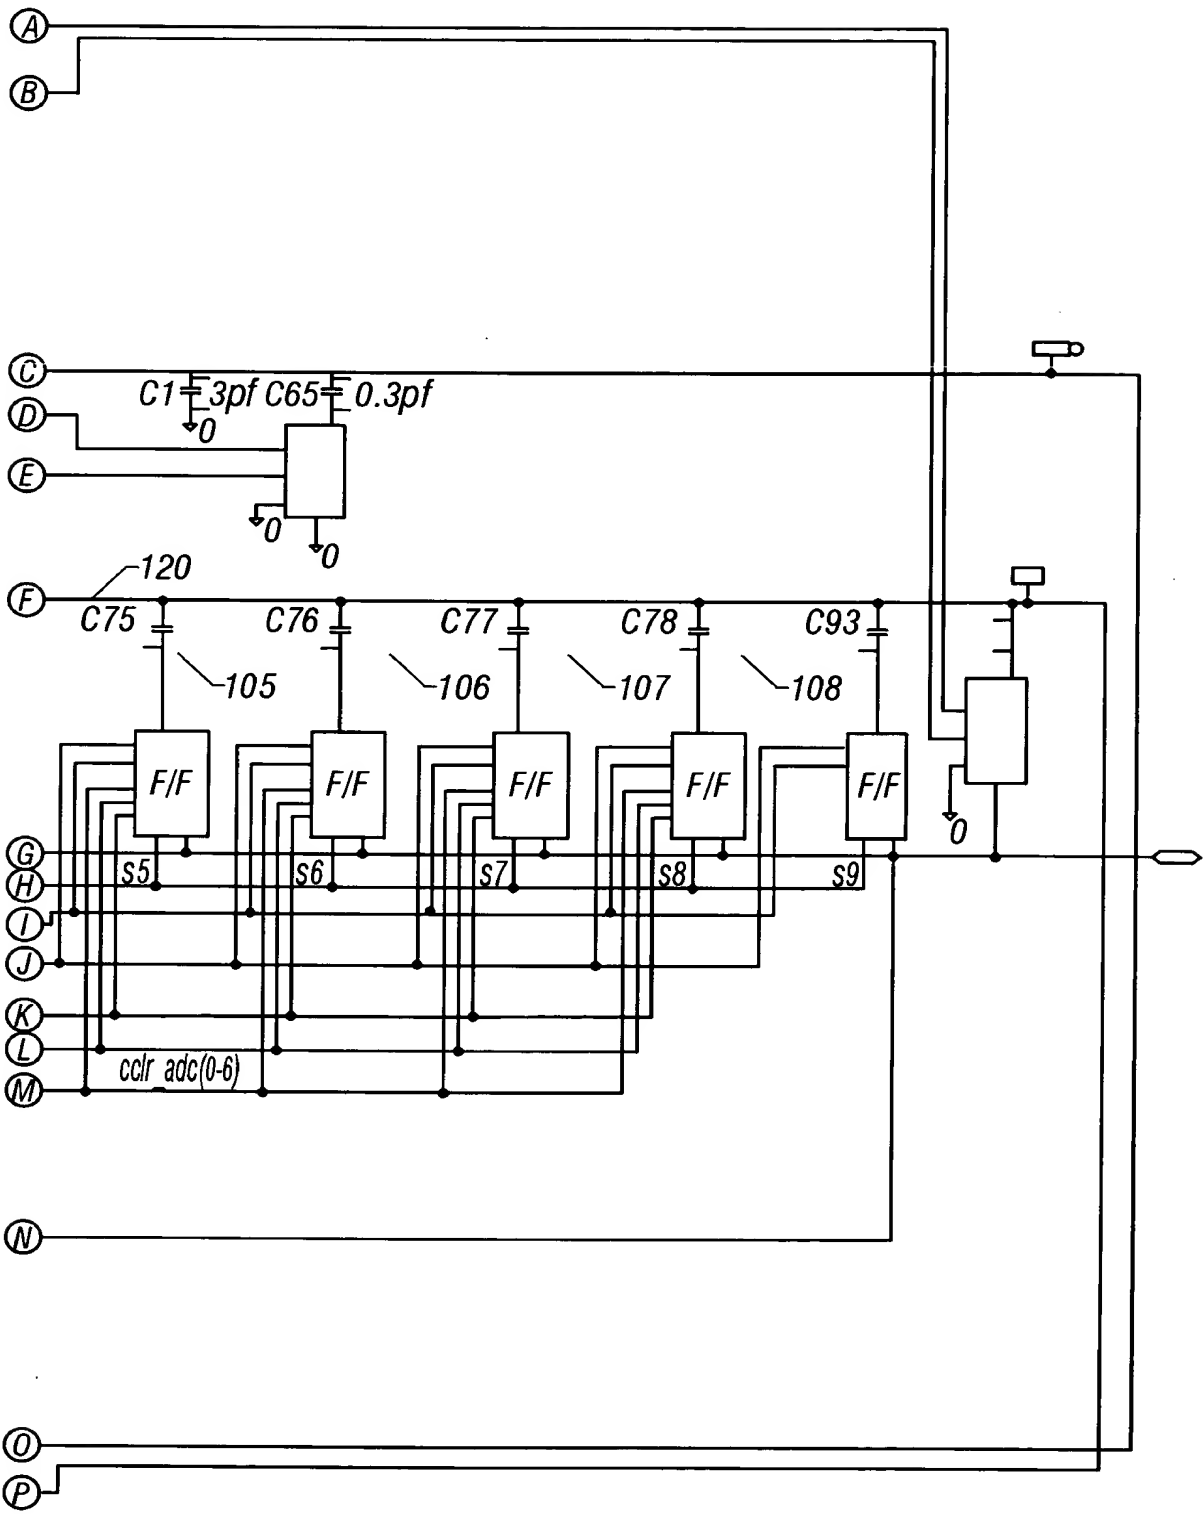 A
B
C
C1 3pf C65 0.3pf
D
0
E
0
0
120
F
C75 C76 C77 C78 C93
105 106 107 108
F/F F/F F/F F/F F/F
0
G
s5 s6 s7 s8 s9
H
I
J
K
L
cclr_adc(0-6)
M
N
O
P